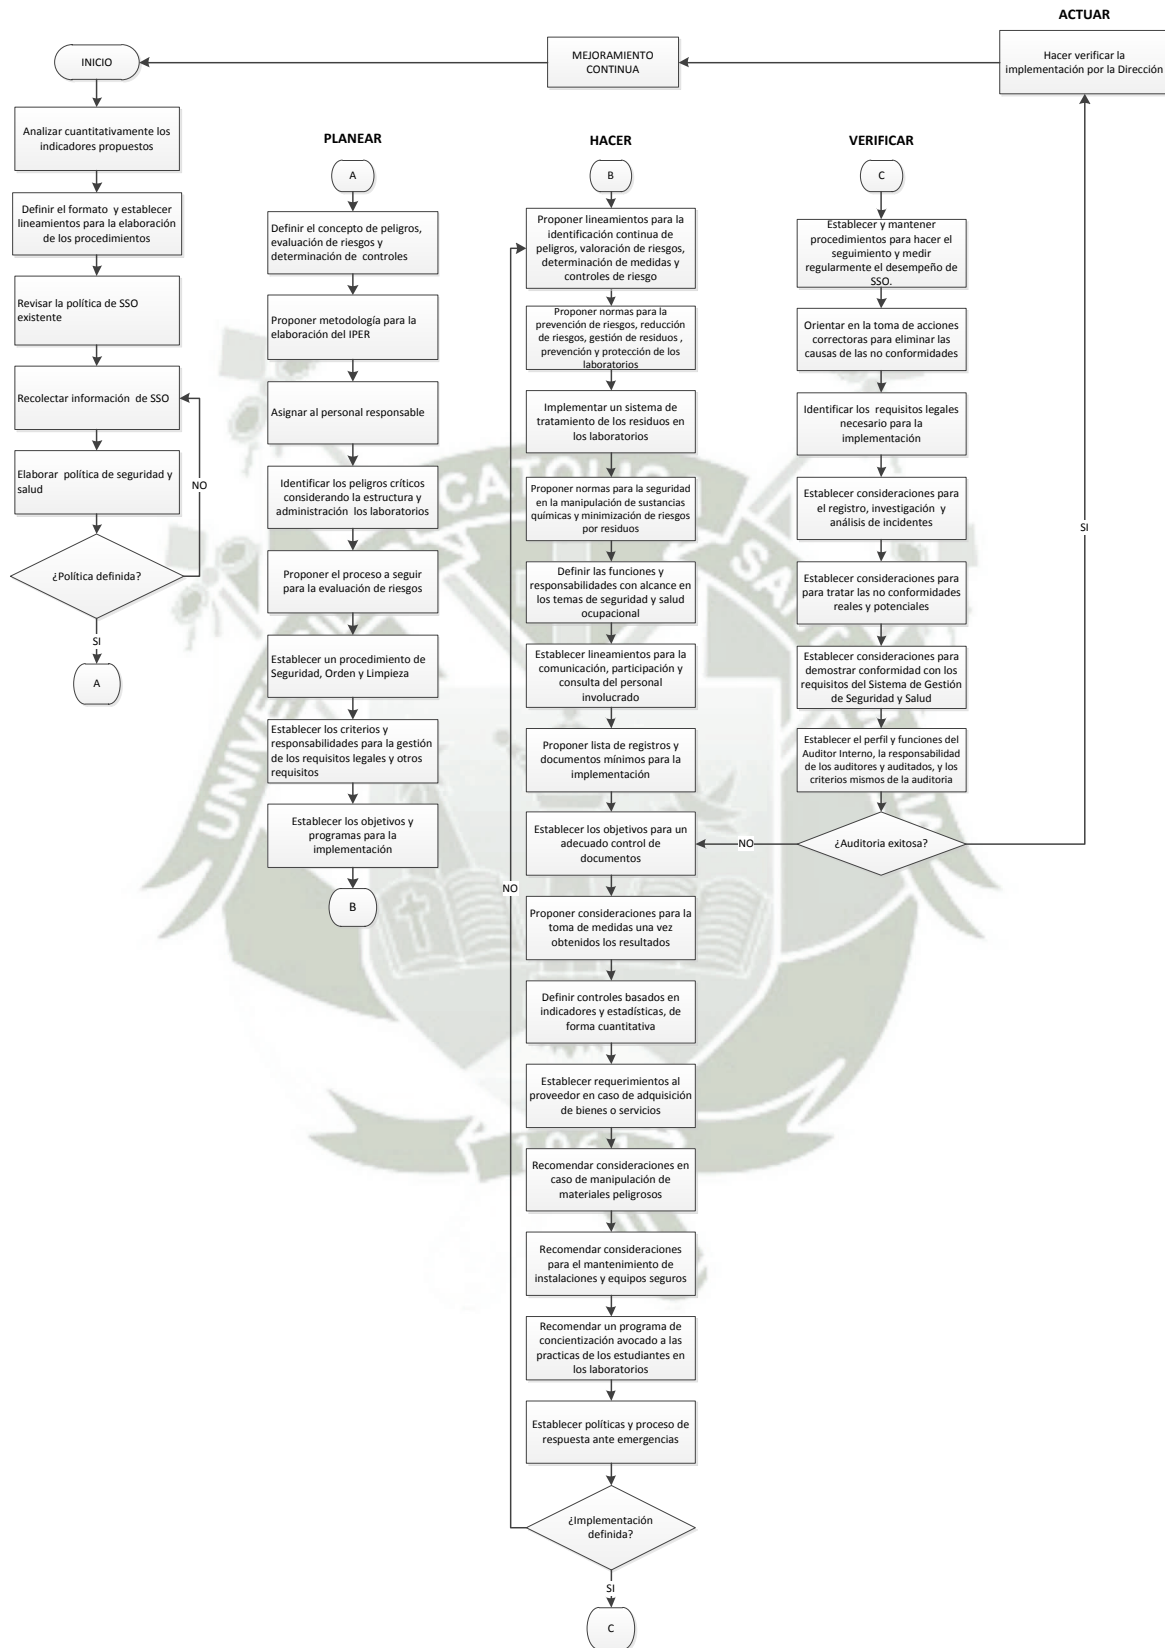 ACTUAR
INICIO
MEJORAMIENTO
CONTINUA
Hacer verificar la
implementación por la Dirección
Analizar cuantitativamente los
indicadores propuestos
Definir el formato y establecer
lineamientos para la elaboración
de los procedimientos
Revisar la política de SSO
existente
Recolectar información de SSO
Elaborar política de seguridad y
salud
NO
¿Política definida?
SI
A
PLANEAR
A
Definir el concepto de peligros,
evaluación de riesgos y
determinación de controles
Proponer metodología para la
elaboración del IPER
Asignar al personal responsable
Identificar los peligros críticos
considerando la estructura y
administración los laboratorios
Proponer el proceso a seguir
para la evaluación de riesgos
Establecer un procedimiento de
Seguridad, Orden y Limpieza
Establecer los criterios y
responsabilidades para la gestión
de los requisitos legales y otros
requisitos
Establecer los objetivos y
programas para la
implementación
B
HACER
B
Proponer lineamientos para la
identificación continua de
peligros, valoración de riesgos,
determinación de medidas y
controles de riesgo
Proponer normas para la
prevención de riesgos, reducción
de riesgos, gestión de residuos ,
prevención y protección de los
laboratorios
Implementar un sistema de
tratamiento de los residuos en
los laboratorios
Proponer normas para la seguridad
en la manipulación de sustancias
químicas y minimización de riesgos
por residuos
Definir las funciones y
responsabilidades con alcance en
los temas de seguridad y salud
ocupacional
Establecer lineamientos para la
comunicación, participación y
consulta del personal
involucrado
Proponer lista de registros y
documentos mínimos para la
implementación
Establecer los objetivos para un
adecuado control de
documentos
Proponer consideraciones para la
toma de medidas una vez
obtenidos los resultados
Definir controles basados en
indicadores y estadísticas, de
forma cuantitativa
Establecer requerimientos al
proveedor en caso de adquisición
de bienes o servicios
Recomendar consideraciones en
caso de manipulación de
materiales peligrosos
Recomendar consideraciones
para el mantenimiento de
instalaciones y equipos seguros
Recomendar un programa de
concientización avocado a las
practicas de los estudiantes en
los laboratorios
Establecer políticas y proceso de
respuesta ante emergencias
¿Implementación
definida?
NO
SI
C
VERIFICAR
C
Establecer y mantener
procedimientos para hacer el
seguimiento y medir
regularmente el desempeño de
SSO.
Orientar en la toma de acciones
correctoras para eliminar las
causas de las no conformidades
Identificar los requisitos legales
necesario para la
implementación
Establecer consideraciones para
el registro, investigación y
análisis de incidentes
Establecer consideraciones
para tratar las no conformidades
reales y potenciales
Establecer consideraciones para
demostrar conformidad con los
requisitos del Sistema de Gestión
de Seguridad y Salud
Establecer el perfil y funciones del
Auditor Interno, la responsabilidad
de los auditores y auditados, y los
criterios mismos de la auditoria
¿Auditoria exitosa?
NO
SI
1961